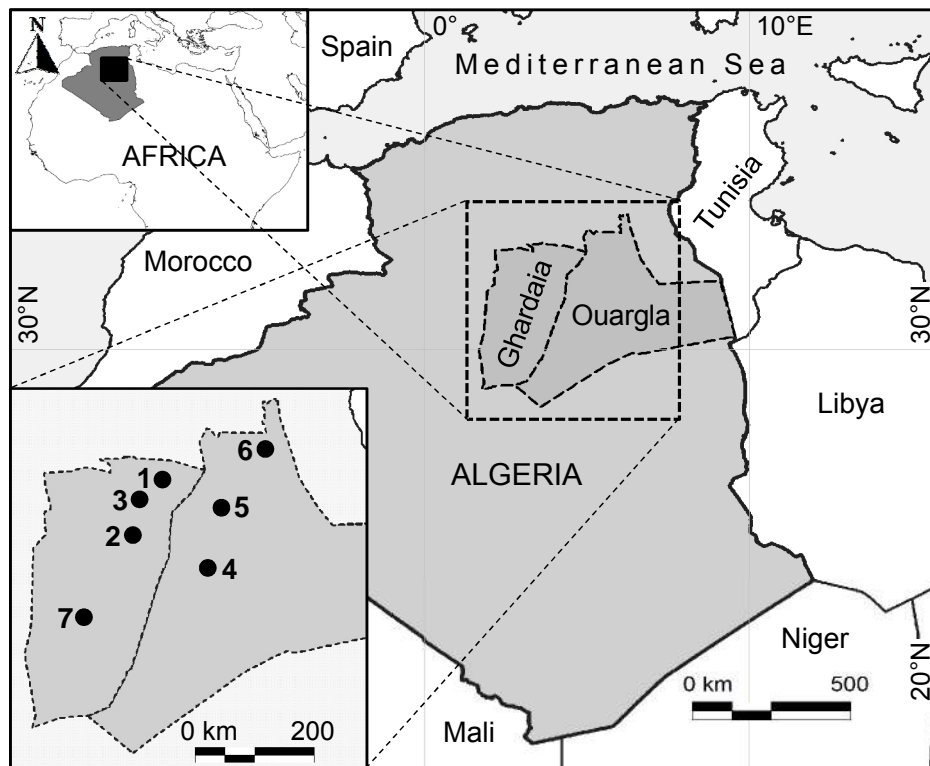 N
AFRICA
0°
10°E
Spain
Mediterranean Sea
Tunisia
Morocco
30°N
30°N
Ghardaia
Ouargla
Libya
ALGERIA
6
1
3
5
2
4
7
0 km 200
Niger
0 km 500
20°N
Mali